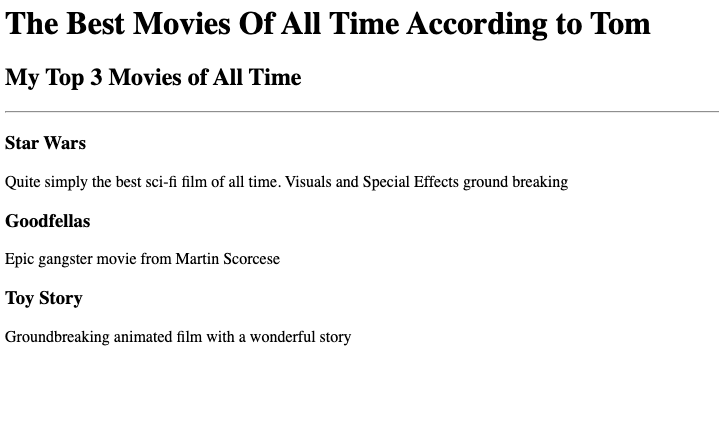 The Best Movies Of All Time According to Tom
My Top 3 Movies of All Time
Star Wars
Quite simply the best sci-fi film of all time. Visuals and Special Effects ground breaking
Goodfellas
Epic gangster movie from Martin Scorcese
Toy Story
Groundbreaking animated film with a wonderful story